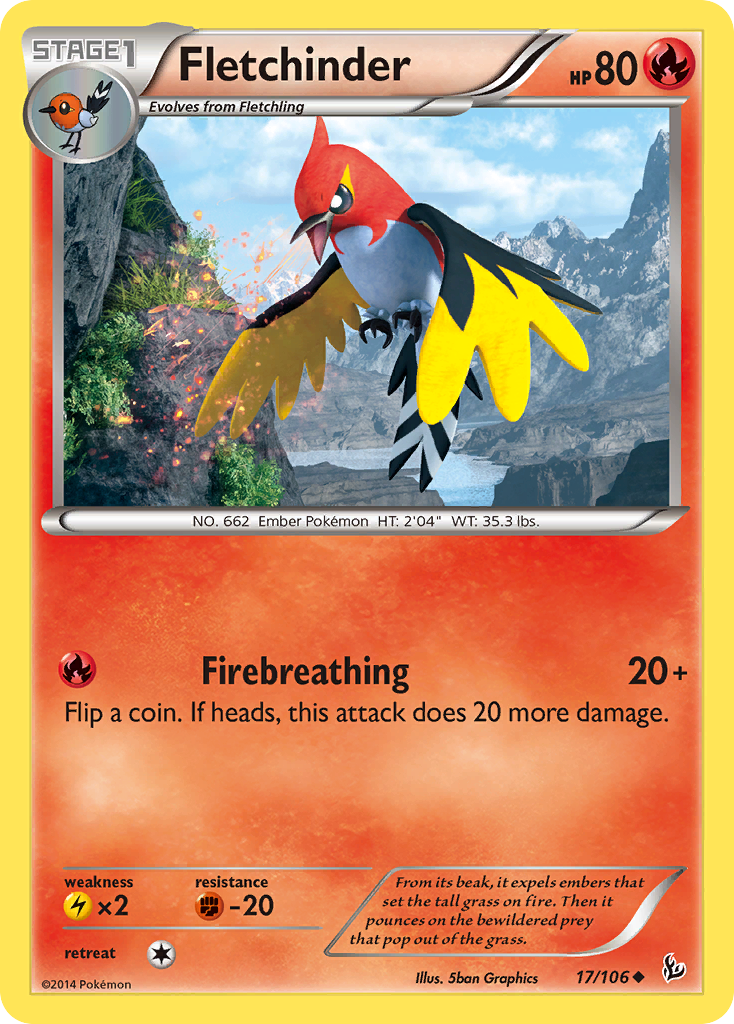 STAGE1
Fletchinder
HP80
Evolves from Fletchling
NO. 662 Ember Pokémon HT: 2'04" WT: 35.3 lbs.
Firebreathing 20+
Flip a coin. If heads, this attack does 20 more damage.
weakness
×2
resistance
-20
retreat
From its beak, it expels embers that
set the tall grass on fire. Then it
pounces on the bewildered prey
that pop out of the grass.
©2014 Pokémon
Illus. 5ban Graphics
17/106